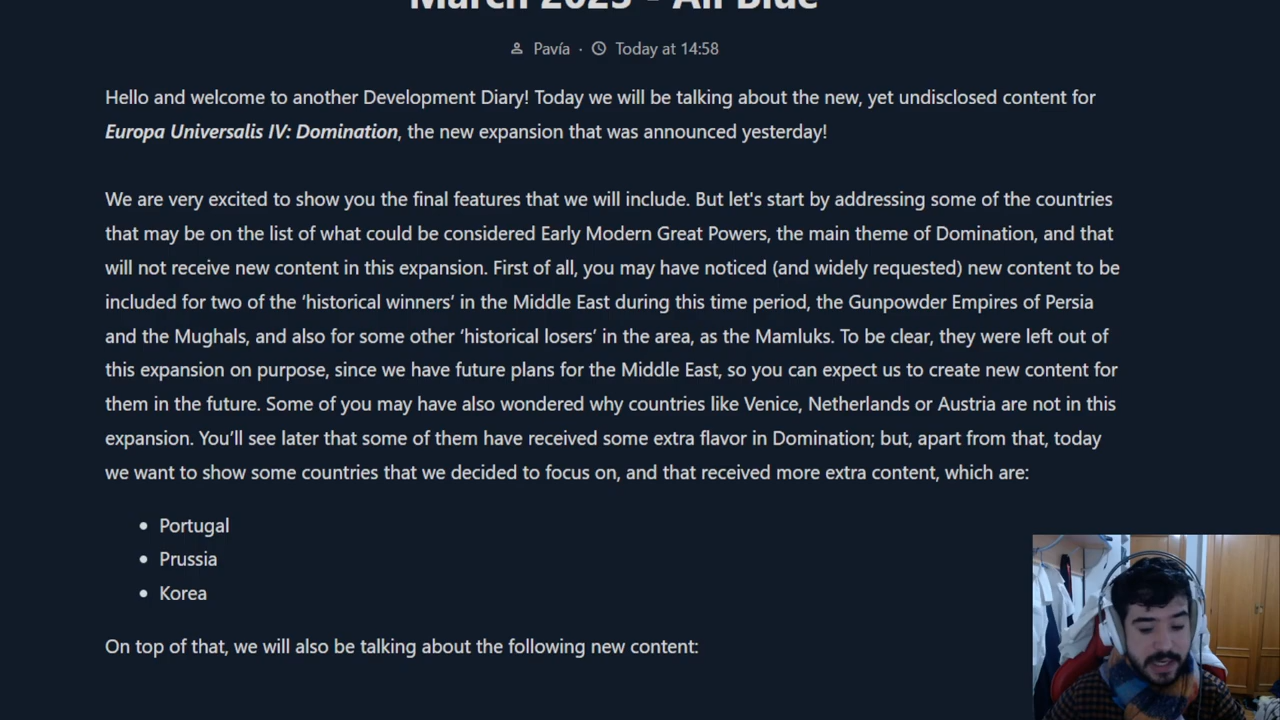 March 2023 - All Blue
Pavía · Today at 14:58
Hello and welcome to another Development Diary! Today we will be talking about the new, yet undisclosed content for
Europa Universalis IV: Domination, the new expansion that was announced yesterday!
We are very excited to show you the final features that we will include. But let's start by addressing some of the countries
that may be on the list of what could be considered Early Modern Great Powers, the main theme of Domination, and that
will not receive new content in this expansion. First of all, you may have noticed (and widely requested) new content to be
included for two of the ‘historical winners’ in the Middle East during this time period, the Gunpowder Empires of Persia
and the Mughals, and also for some other ‘historical losers’ in the area, as the Mamluks. To be clear, they were left out of
this expansion on purpose, since we have future plans for the Middle East, so you can expect us to create new content for
them in the future. Some of you may have also wondered why countries like Venice, Netherlands or Austria are not in this
expansion. You’ll see later that some of them have received some extra flavor in Domination; but, apart from that, today
we want to show some countries that we decided to focus on, and that received more extra content, which are:
• Portugal
• Prussia
• Korea
On top of that, we will also be talking about the following new content: